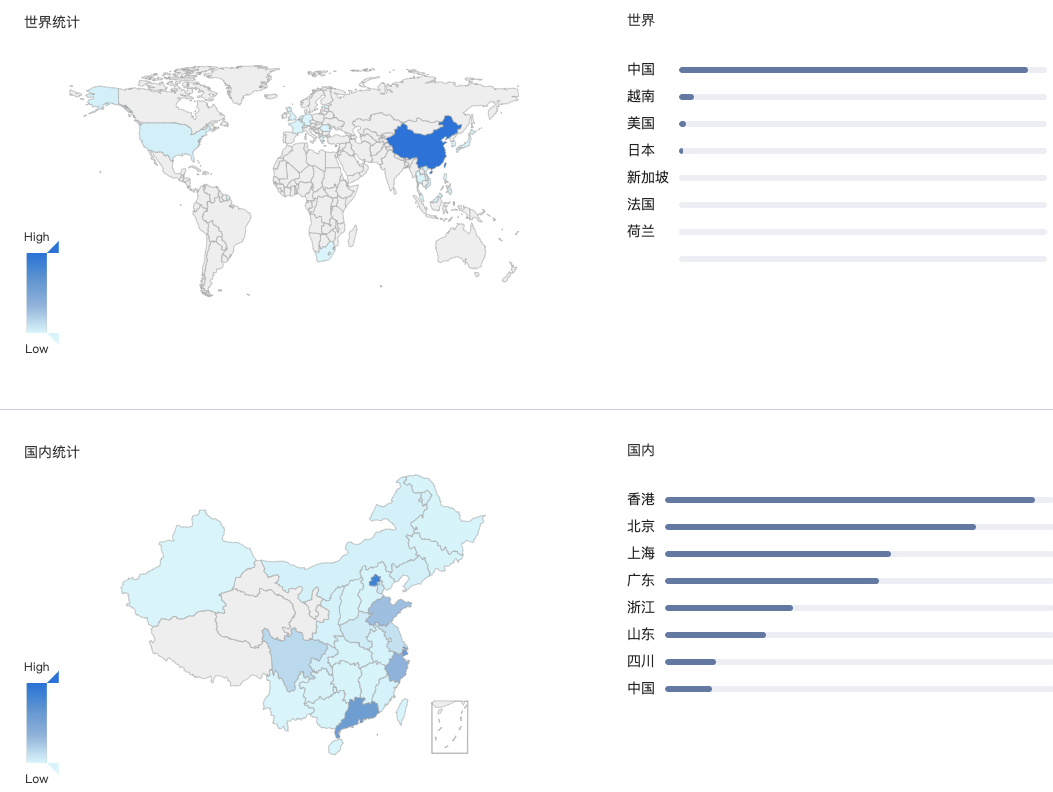 世界统计
世界
中国
越南
美国
日本
新加坡
法国
荷兰
High
Low
国内统计
国内
香港
北京
上海
广东
浙江
山东
四川
中国
High
Low